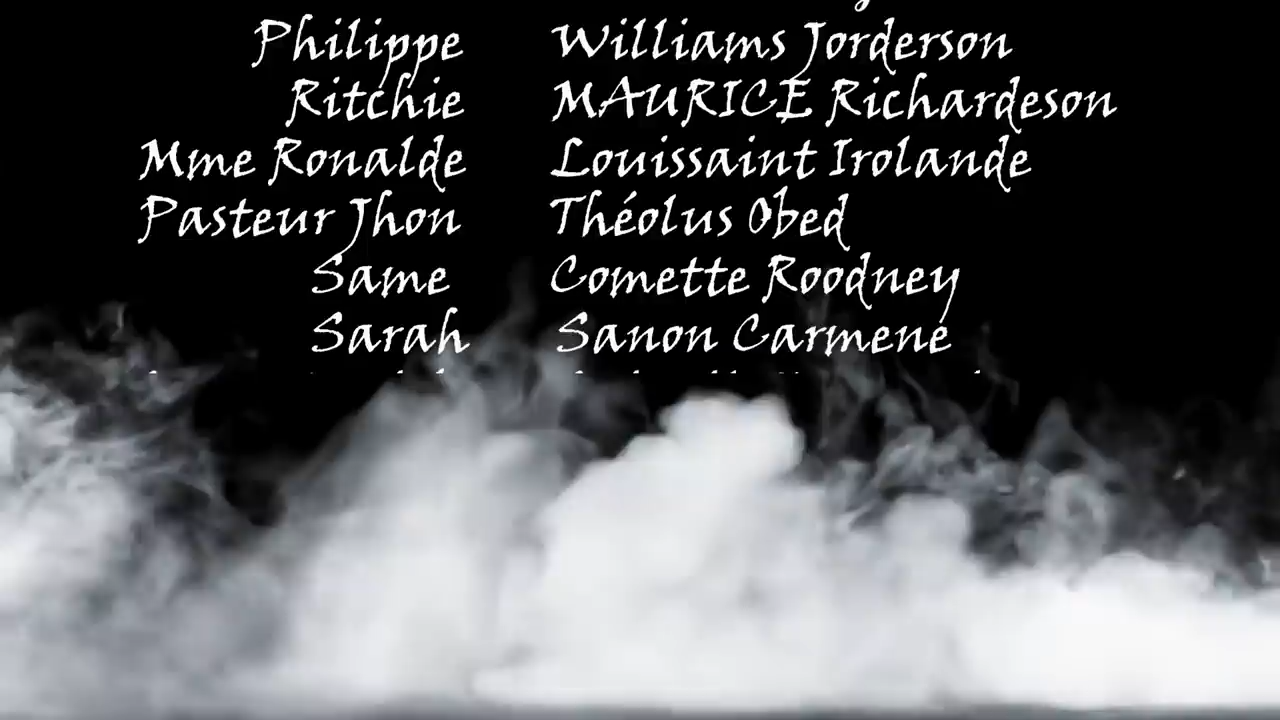 Philippe Williams Jorderson
Ritchie MAURICE Richardeson
Mme Ronalde Louissaint Irolande
Pasteur Jhon Théolus Obed
Same Comette Roodney
Sarah Sanon Carmene